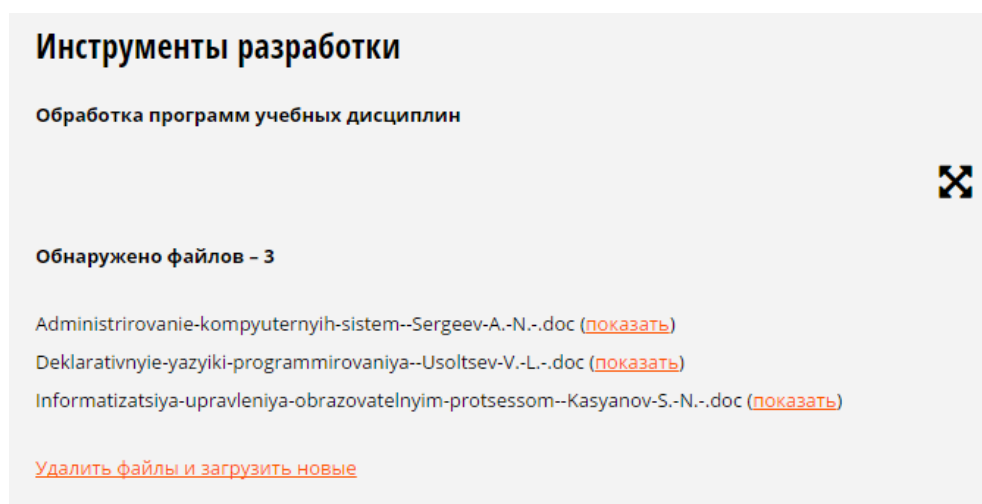 Инструменты разработки
Обработка программ учебных дисциплин
Обнаружено файлов – 3
Administrirovanie-kompyuternyih-sistem--Sergeev-A.-N.-.doc (показать)
Deklarativnyie-yazyiki-programmirovaniya--Usoltsev-V.-L.-.doc (показать)
Informatizatsiya-upravleniya-obrazovatelnyim-protsessom--Kasyanov-S.-N.-.doc (показать)
Удалить файлы и загрузить новые